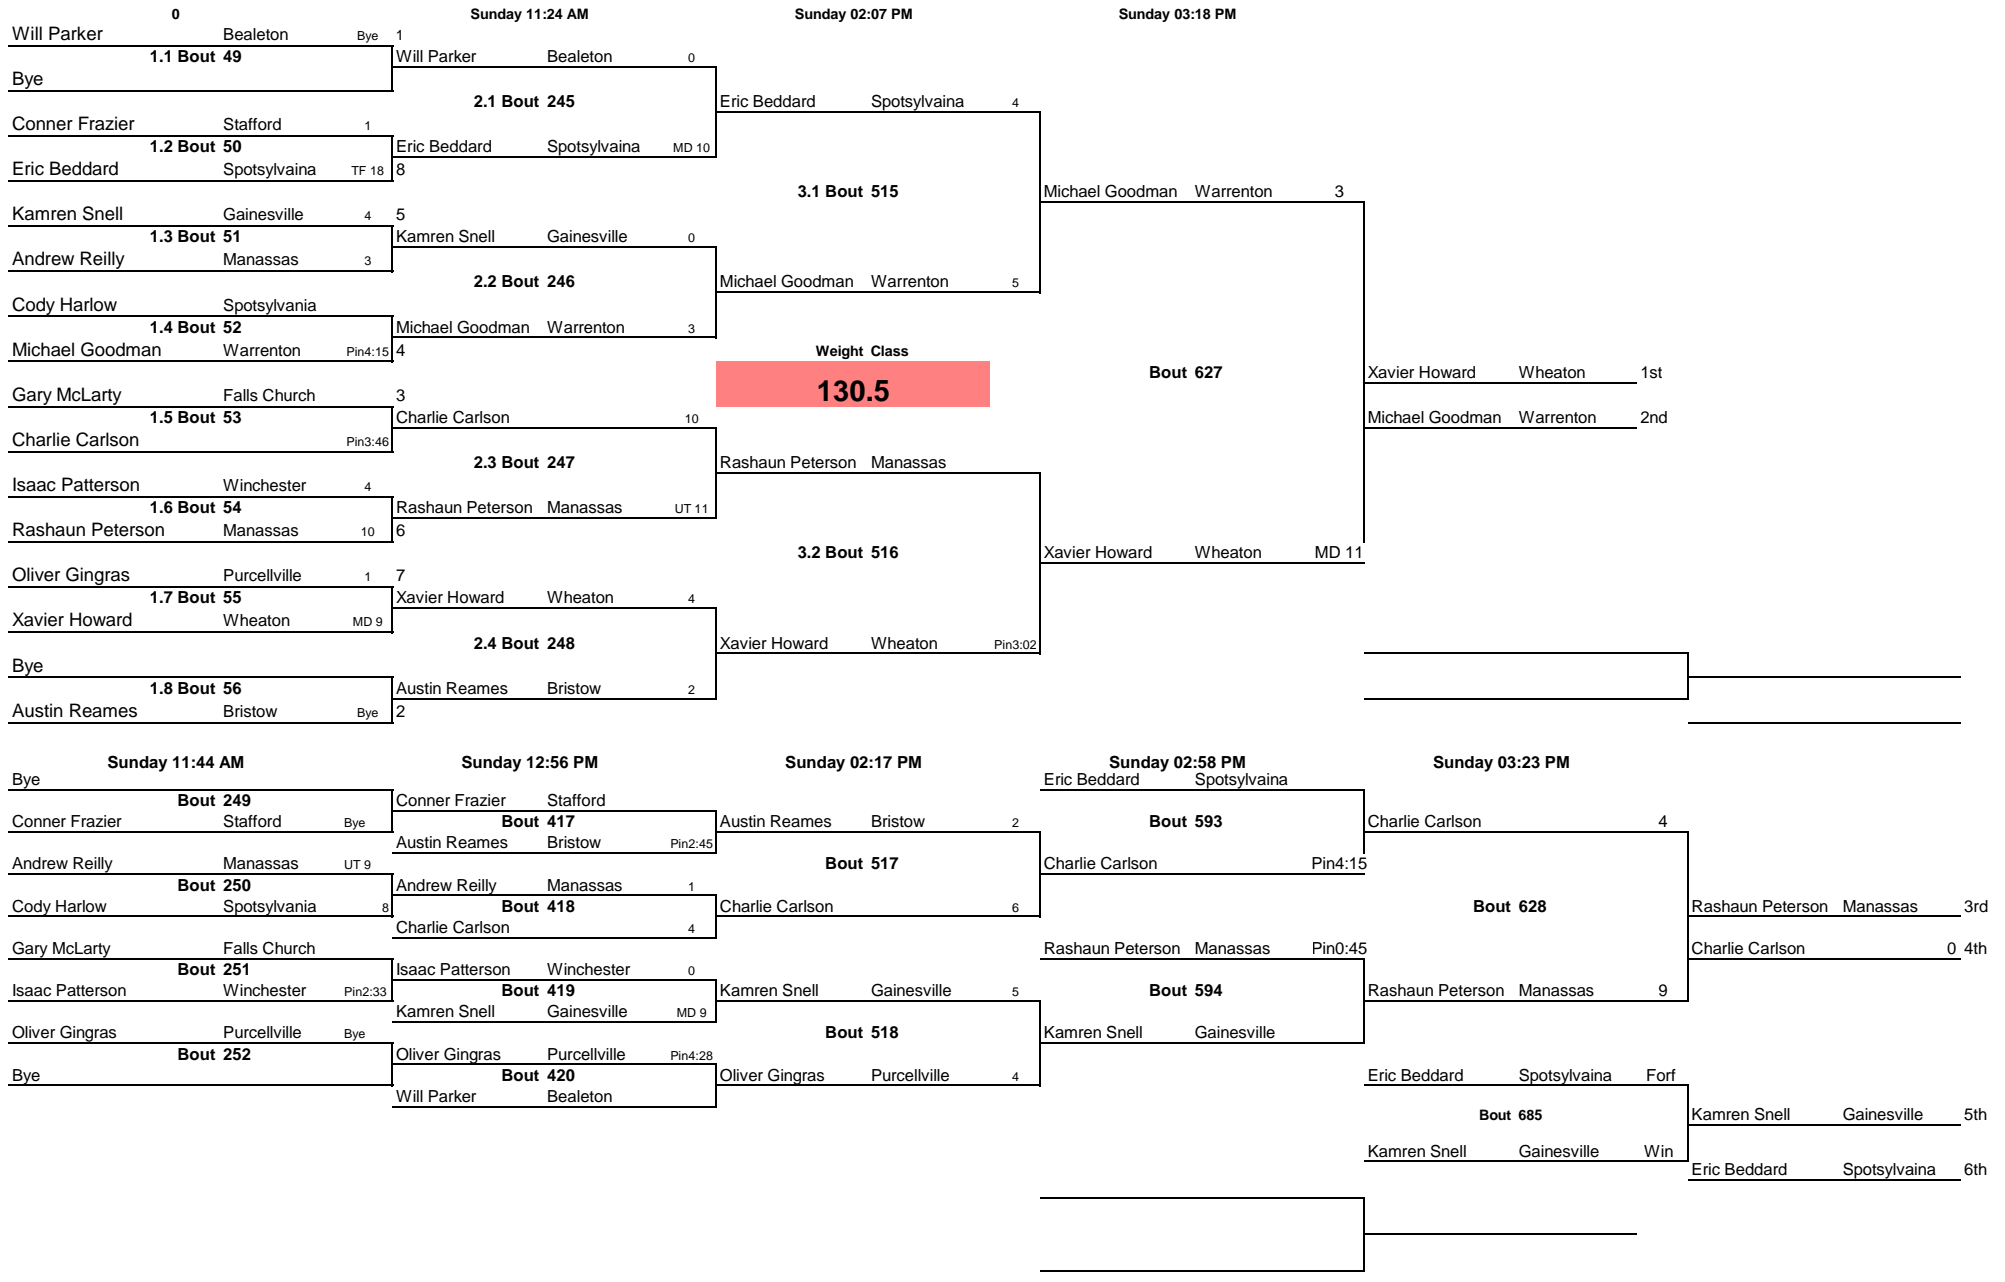 0 Sunday 11:24 AM Sunday 02:07 PM Sunday 03:18 PM
Will Parker Bealeton Bye 1
1.1 Bout 49 Will Parker Bealeton 0
Bye
2.1 Bout 245 Eric Beddard Spotsylvaina 4
Conner Frazier Stafford 1
1.2 Bout 50 Eric Beddard Spotsylvaina MD 10
Eric Beddard Spotsylvaina TF 18 8
3.1 Bout 515 Michael Goodman Warrenton 3
Kamren Snell Gainesville 4 5
1.3 Bout 51 Kamren Snell Gainesville 0
Andrew Reilly Manassas 3
2.2 Bout 246 Michael Goodman Warrenton 5
Cody Harlow Spotsylvania
1.4 Bout 52 Michael Goodman Warrenton 3
Michael Goodman Warrenton Pin4:15 4 Weight Class
Bout 627 Xavier Howard Wheaton 1st
Gary McLarty Falls Church 3 130.5
1.5 Bout 53 Charlie Carlson 10 Michael Goodman Warrenton 2nd
Charlie Carlson Pin3:46
2.3 Bout 247 Rashaun Peterson Manassas
Isaac Patterson Winchester 4
1.6 Bout 54 Rashaun Peterson Manassas UT 11
Rashaun Peterson Manassas 10 6
3.2 Bout 516 Xavier Howard Wheaton MD 11
Oliver Gingras Purcellville 1 7
1.7 Bout 55 Xavier Howard Wheaton 4
Xavier Howard Wheaton MD 9
2.4 Bout 248 Xavier Howard Wheaton Pin3:02
Bye
1.8 Bout 56 Austin Reames Bristow 2
Austin Reames Bristow Bye 2
Sunday 11:44 AM Sunday 12:56 PM Sunday 02:17 PM Sunday 02:58 PM Sunday 03:23 PM
Bye Eric Beddard Spotsylvaina
Bout 249 Conner Frazier Stafford
Conner Frazier Stafford Bye Bout 417 Austin Reames Bristow 2 Bout 593 Charlie Carlson 4
Austin Reames Bristow Pin2:45
Andrew Reilly Manassas UT 9 Bout 517 Charlie Carlson Pin4:15
Bout 250 Andrew Reilly Manassas 1
Cody Harlow Spotsylvania 8 Bout 418 Charlie Carlson 6 Bout 628 Rashaun Peterson Manassas 3rd
Charlie Carlson 4
Gary McLarty Falls Church Rashaun Peterson Manassas Pin0:45 Charlie Carlson 0 4th
Bout 251 Isaac Patterson Winchester 0
Isaac Patterson Winchester Pin2:33 Bout 419 Kamren Snell Gainesville 5 Bout 594 Rashaun Peterson Manassas 9
Kamren Snell Gainesville MD 9
Oliver Gingras Purcellville Bye Bout 518 Kamren Snell Gainesville
Bout 252 Oliver Gingras Purcellville Pin4:28
Bye Bout 420 Oliver Gingras Purcellville 4 Eric Beddard Spotsylvaina Forf
Will Parker Bealeton
Bout 685 Kamren Snell Gainesville 5th
Kamren Snell Gainesville Win
Eric Beddard Spotsylvaina 6th